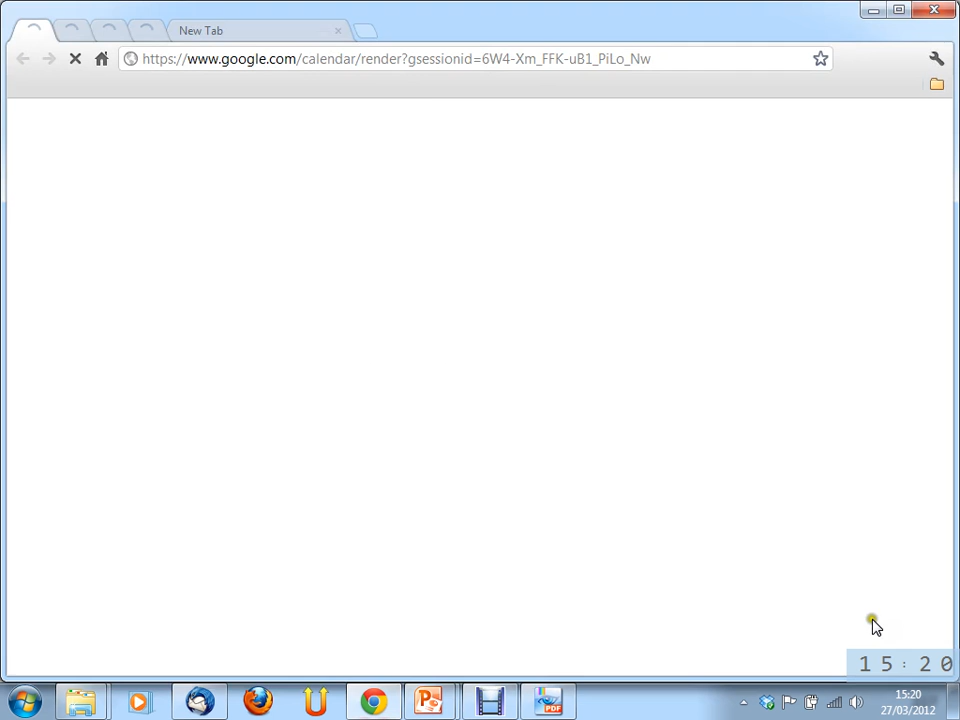 New Tab
https://www.google.com/calendar/render?gsessionid=6W4-Xm_FFK-uB1_PiLo_Nw
15:20
PDF
15:20
27/03/2012